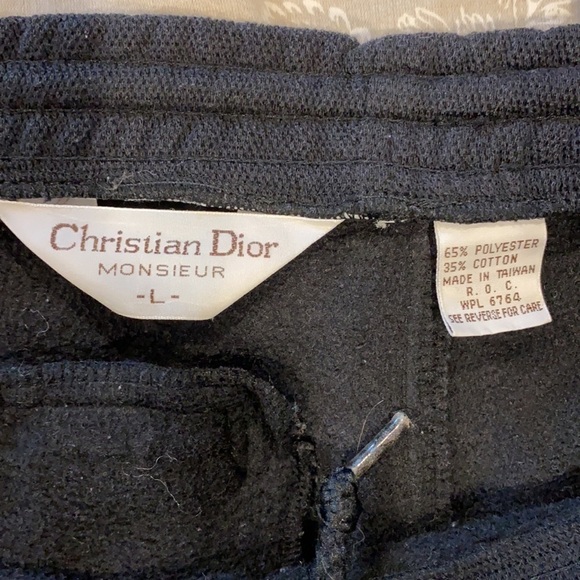 Christian Dior
MONSIEUR
-L-
65% POLYESTER
35% COTTON
MADE IN TAIWAN
R. O. C.
WPL 6764
SEE REVERSE FOR CARE